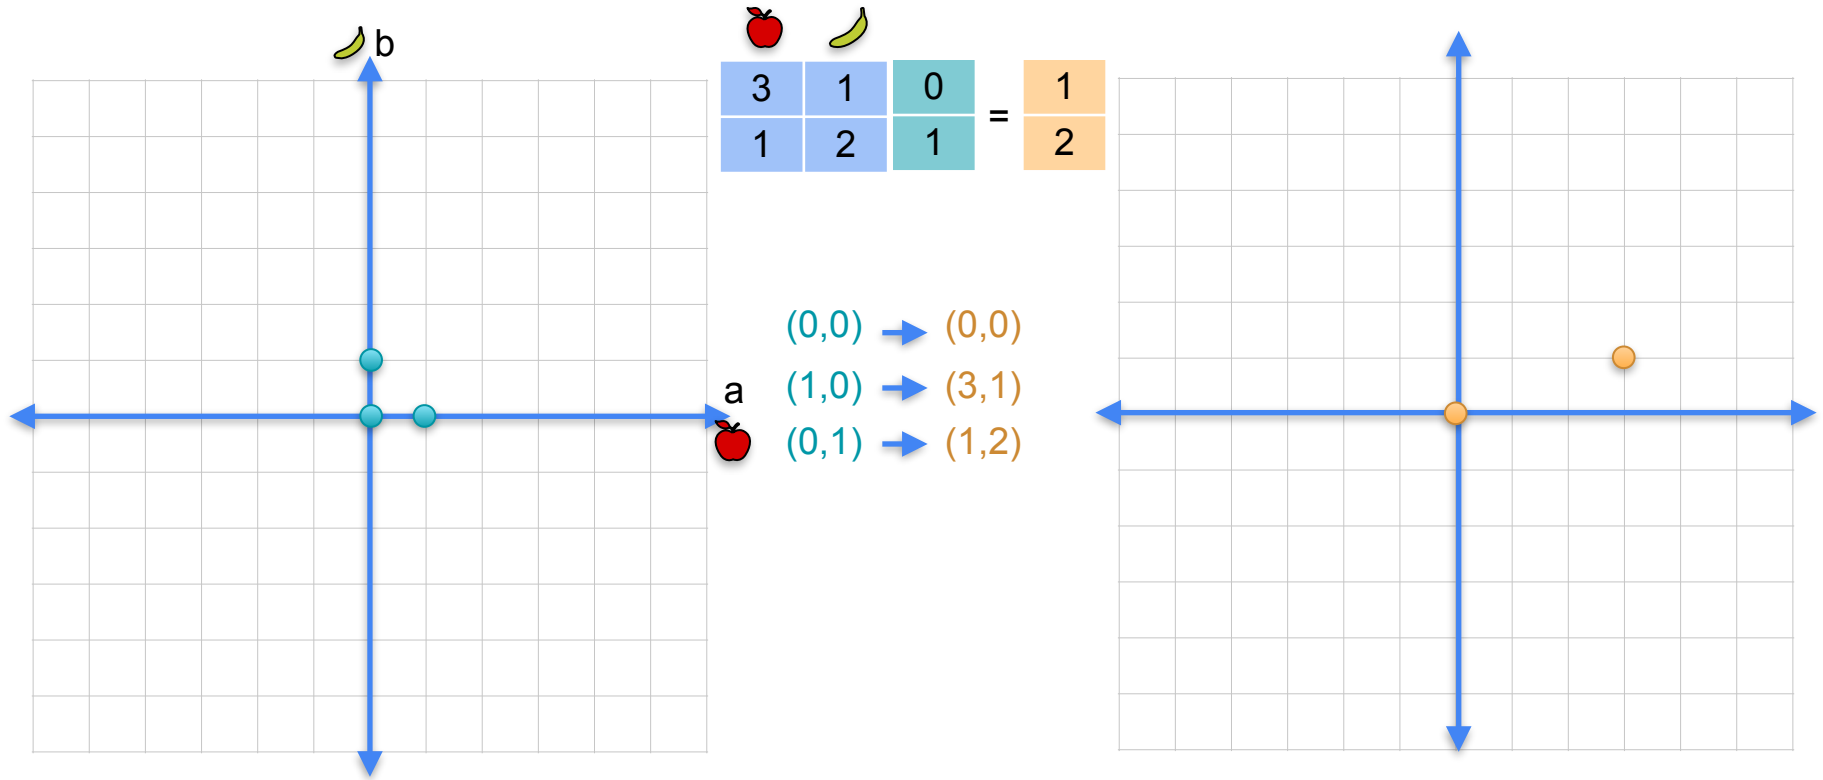 b
3 1 0 = 1
1 2 1 2
(0,0) (0,0)
a
(1,0) (3,1)
(0,1) (1,2)